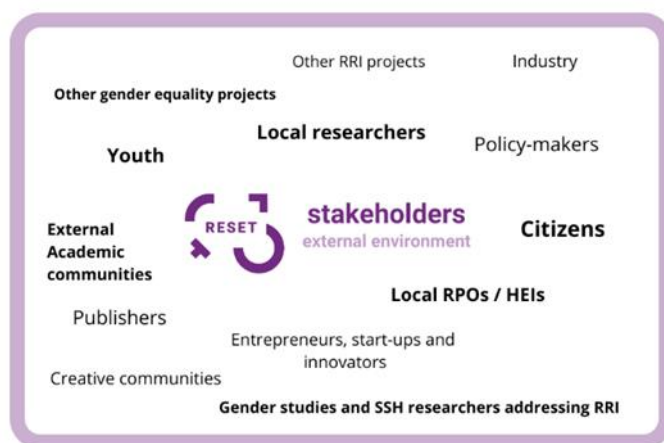 Other RRI projects
Industry
Other gender equality projects
Local researchers
Youth
Policy-makers
RESET
stakeholders
external environment
External
Academic
communities
Citizens
Local RPOs / HEIs
Publishers
Entrepreneurs, start-ups and
innovators
Creative communities
Gender studies and SSH researchers addressing RRI